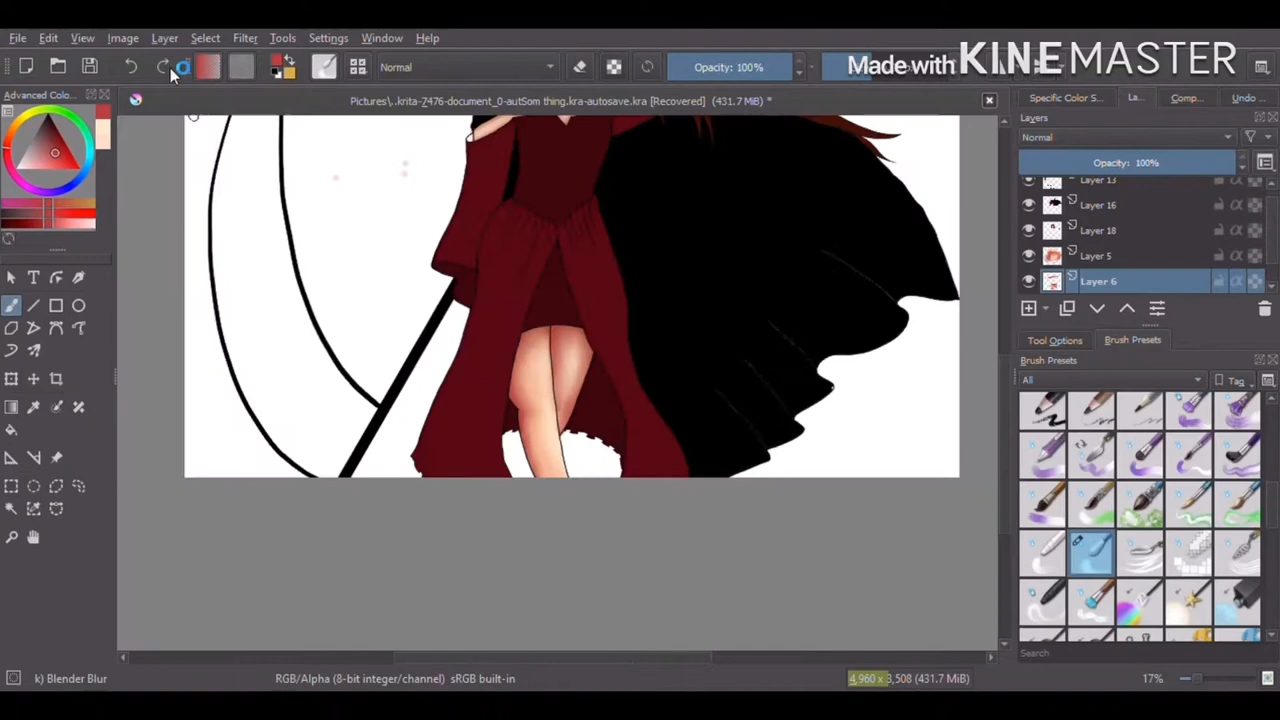 File Edit View Image Layer Select Filter Tools Settings Window Help
Normal
Opacity: 100%
Made with KINEMASTER
Advanced Colo...
Pictures\,.krita-7476-document_0-autSom thing.kra-autosave.kra [Recovered] (431.7 MiB) *
Specific Color S... La... Comp... Undo ...
Layers
Normal
Opacity: 100%
Layer 13
Layer 16
Layer 18
Layer 5
Layer 6
Tool Options Brush Presets
Brush Presets
All Tag
Search
k) Blender Blur
RGB/Alpha (8-bit integer/channel) sRGB built-in
4,960 x 3,508 (431.7 MiB)
17%